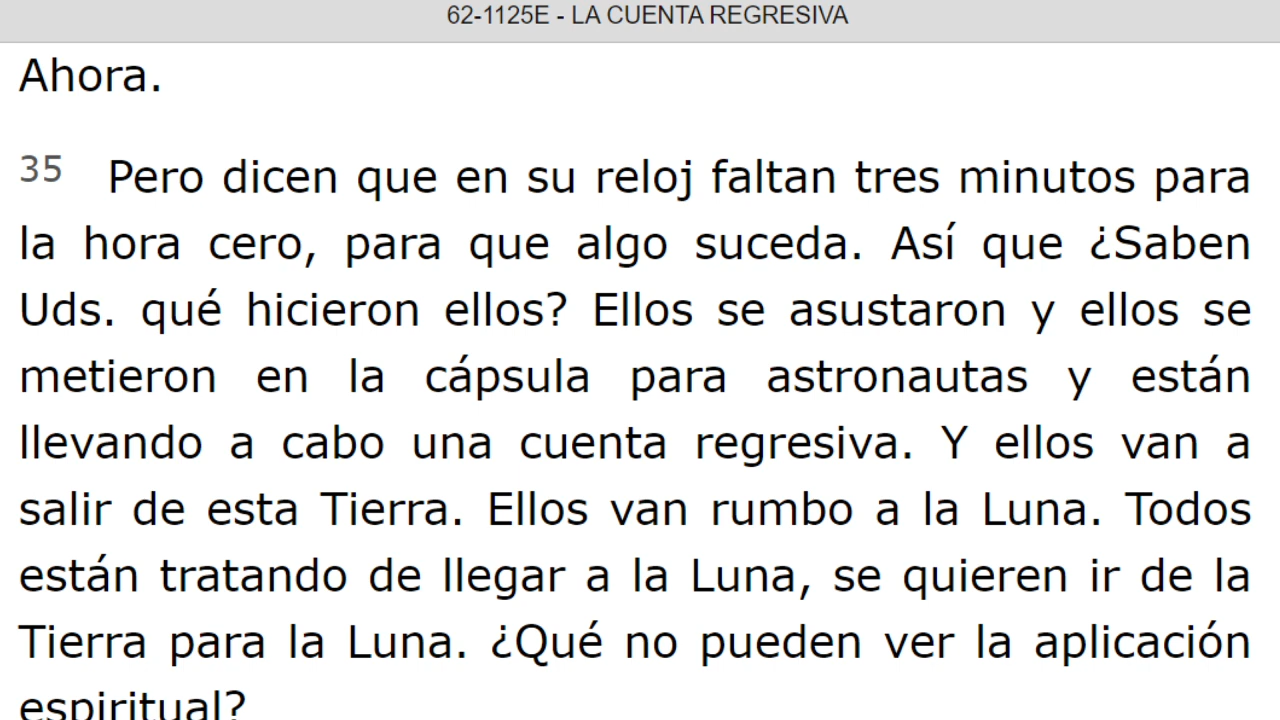 62-1125E - LA CUENTA REGRESIVA
Ahora.
35 Pero dicen que en su reloj faltan tres minutos para
la hora cero, para que algo suceda. Así que ¿Saben
Uds. qué hicieron ellos? Ellos se asustaron y ellos se
metieron en la cápsula para astronautas y están
llevando a cabo una cuenta regresiva. Y ellos van a
salir de esta Tierra. Ellos van rumbo a la Luna. Todos
están tratando de llegar a la Luna, se quieren ir de la
Tierra para la Luna. ¿Qué no pueden ver la aplicación
espiritual?